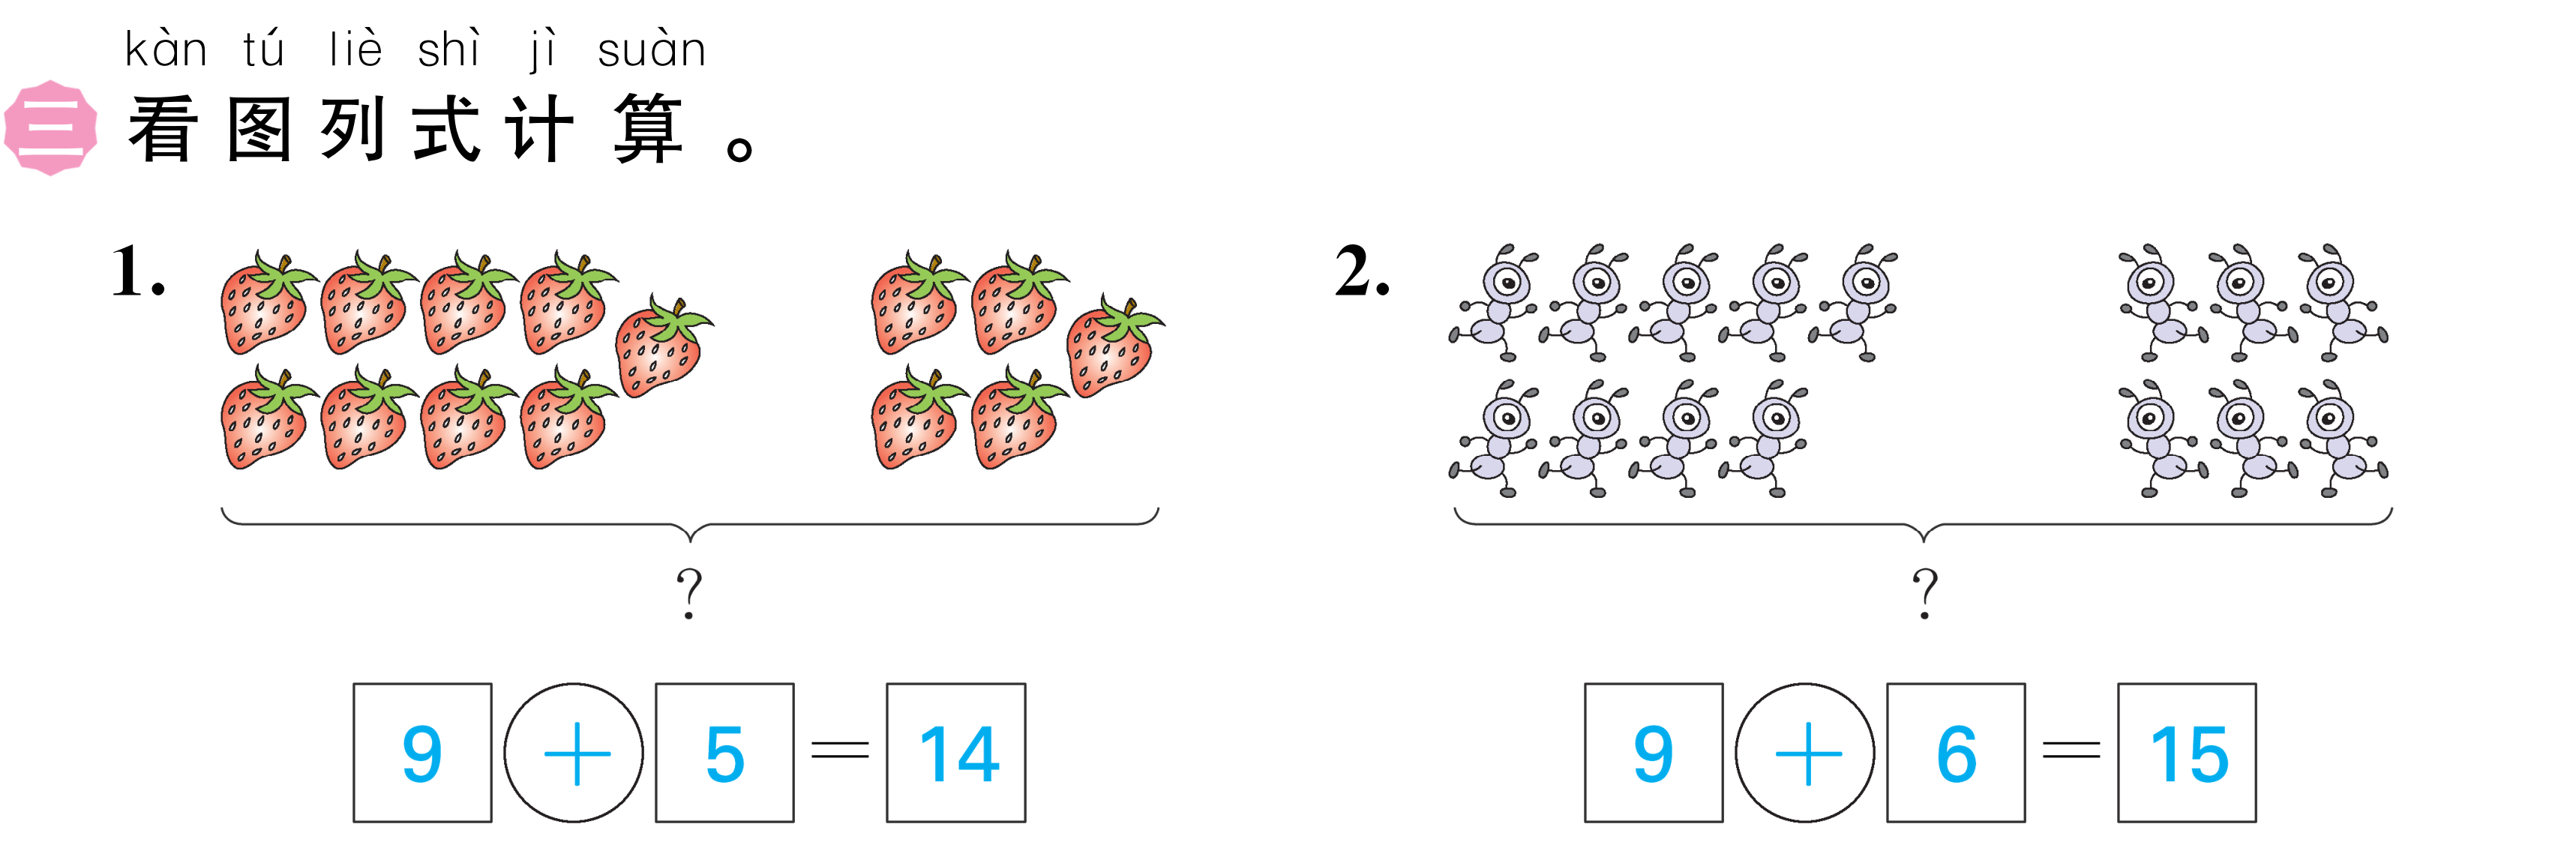 kàn tú liè shì jì suàn
三 看图列式计算。
1. 2.
? ?
9 + 5 = 14 9 + 6 = 15